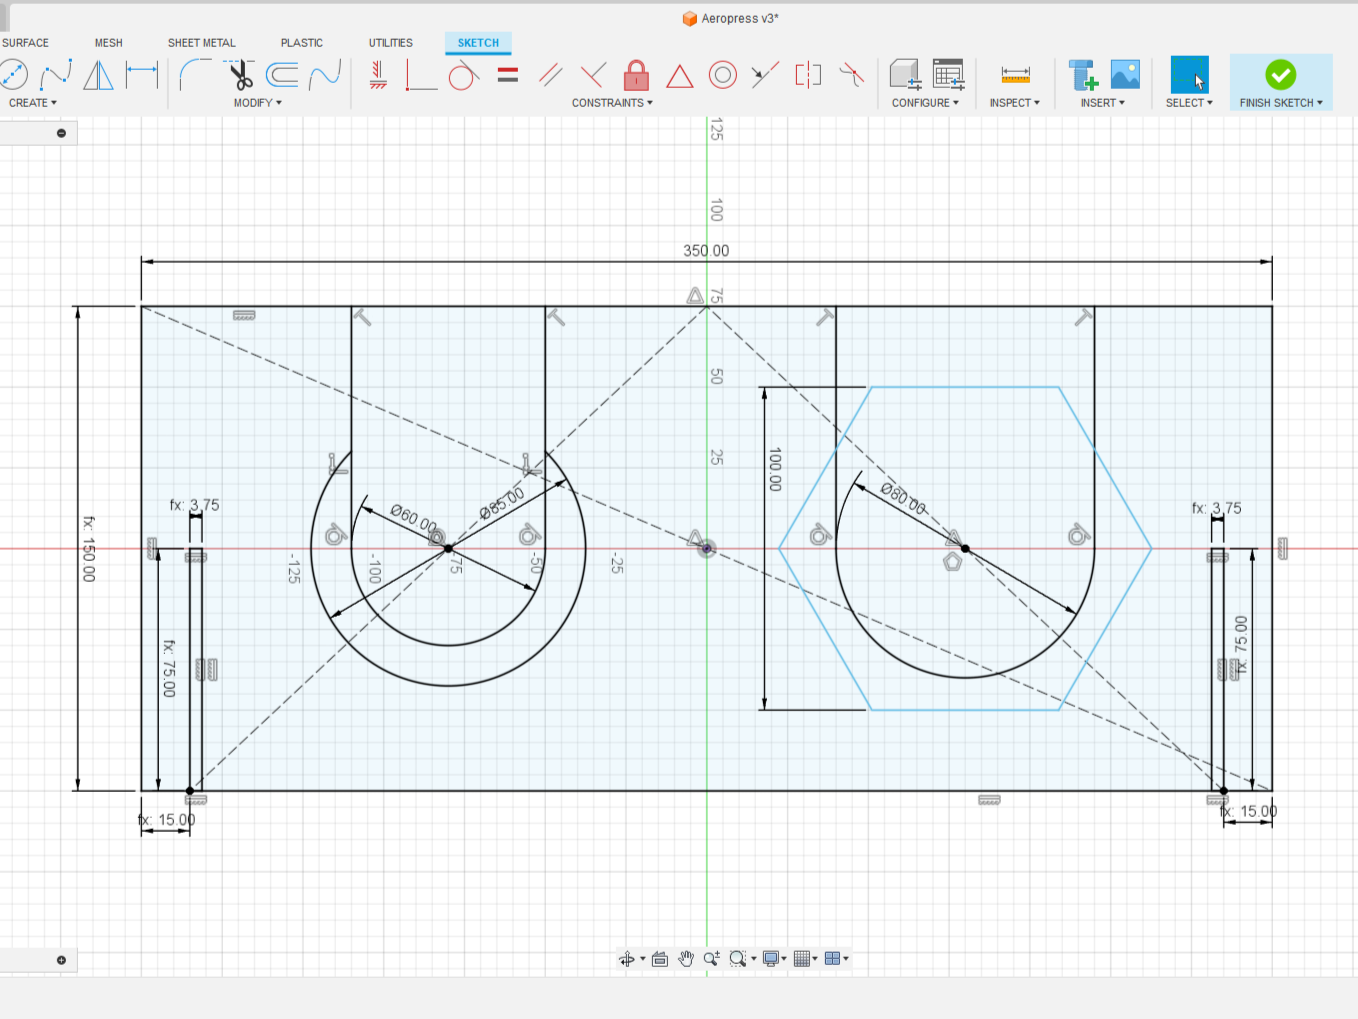 Aeropress v3*
SURFACE
MESH
SHEET METAL
PLASTIC
UTILITIES
SKETCH
CREATE
MODIFY
CONSTRAINTS
CONFIGURE
INSPECT
INSERT
SELECT
FINISH SKETCH
125
100
350.00
75
50
25
100.00
fx: 3.75
Ø60.00
Ø85.00
Ø80.00
fx: 3.75
fx: 150.00
-125
-100
-75
-50
-25
fx: 75.00
fx: 75.00
fx: 15.00
fx: 15.00